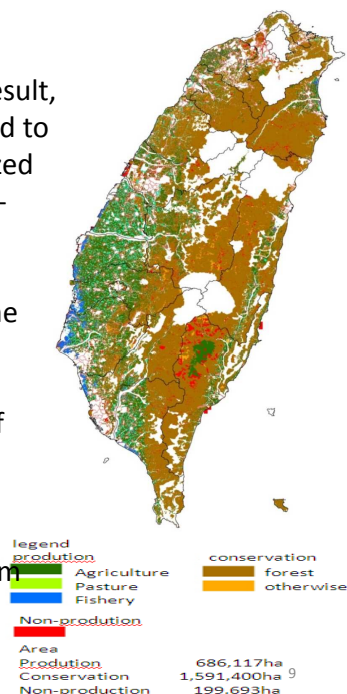 esult,
d to
zed
-
ne
f
m
legend
prodution
conservation
Agriculture
forest
Pasture
otherwise
Fishery
Non-prodution
Area
Prodution 686,117ha
Conservation 1,591,400ha
Non-production 199,693ha
9